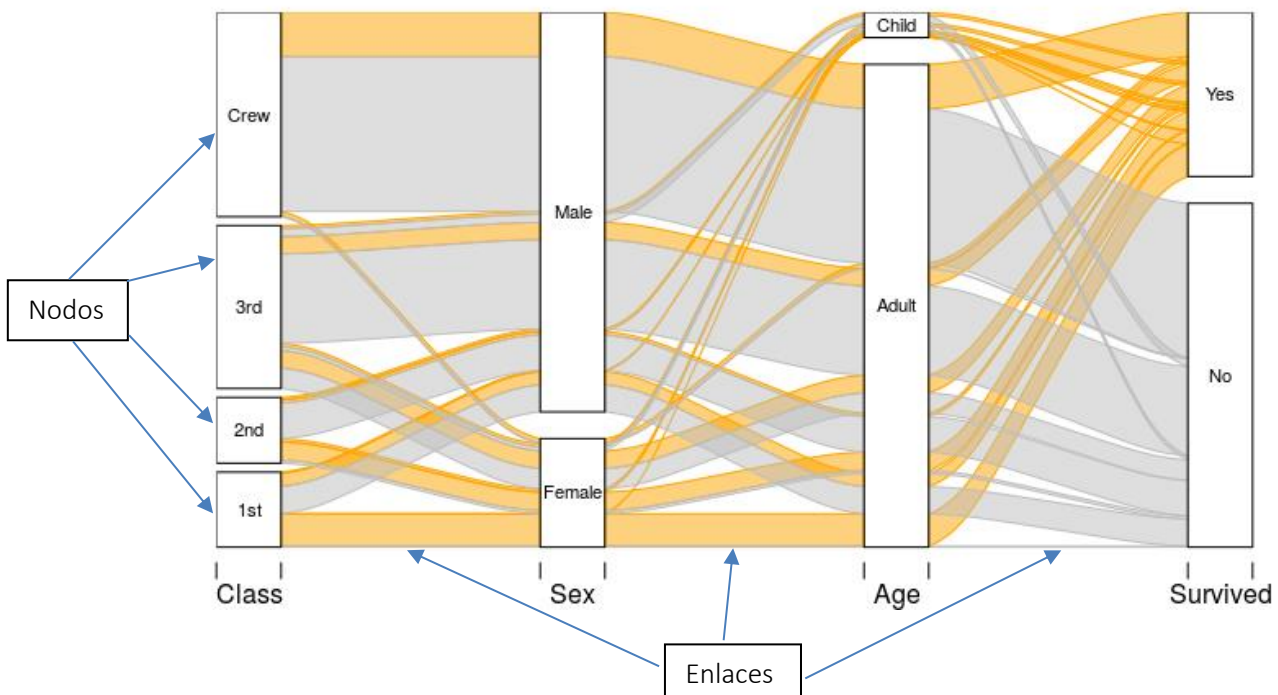 Crew
3rd
2nd
1st
Male
Female
Child
Adult
Yes
No
Nodos
Class
Sex
Age
Survived
Enlaces